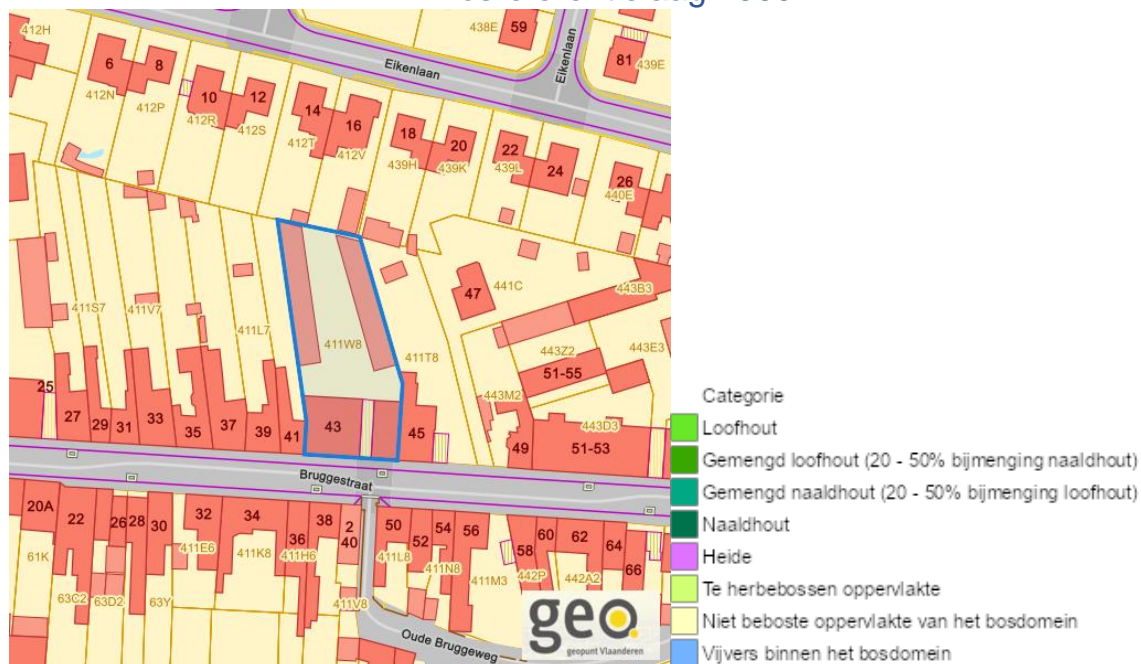 412H
438E
59
Eikenlaan
Eikenlaan
81
439E
6
8
412N
412P
10
12
412R
412S
14
16
412T
412V
18
20
439H
439K
22
24
439L
26
440E
47
441C
443B3
411S7
411V7
411L7
411W8
411T8
443Z2
443E3
51-55
443M2
443D3
25
27
29
31
33
35
37
39
41
43
45
49
51-53
Bruggestraat
20A
22
26
28
30
32
34
36
38
2
40
50
52
54
56
58
60
62
64
66
61K
63C2
63D2
63Y
411E6
411K8
411H6
411V8
411L8
411N8
411M3
442P
442A2
Oude Bruggeweg
geo
geopunt Vlaanderen
Categorie
Loofhout
Gemengd loofhout (20 - 50% bijmenging naaldhout)
Gemengd naaldhout (20 - 50% bijmenging loofhout)
Naaldhout
Heide
Te herbebossen oppervlakte
Niet beboste oppervlakte van het bosdomein
Vijvers binnen het bosdomein